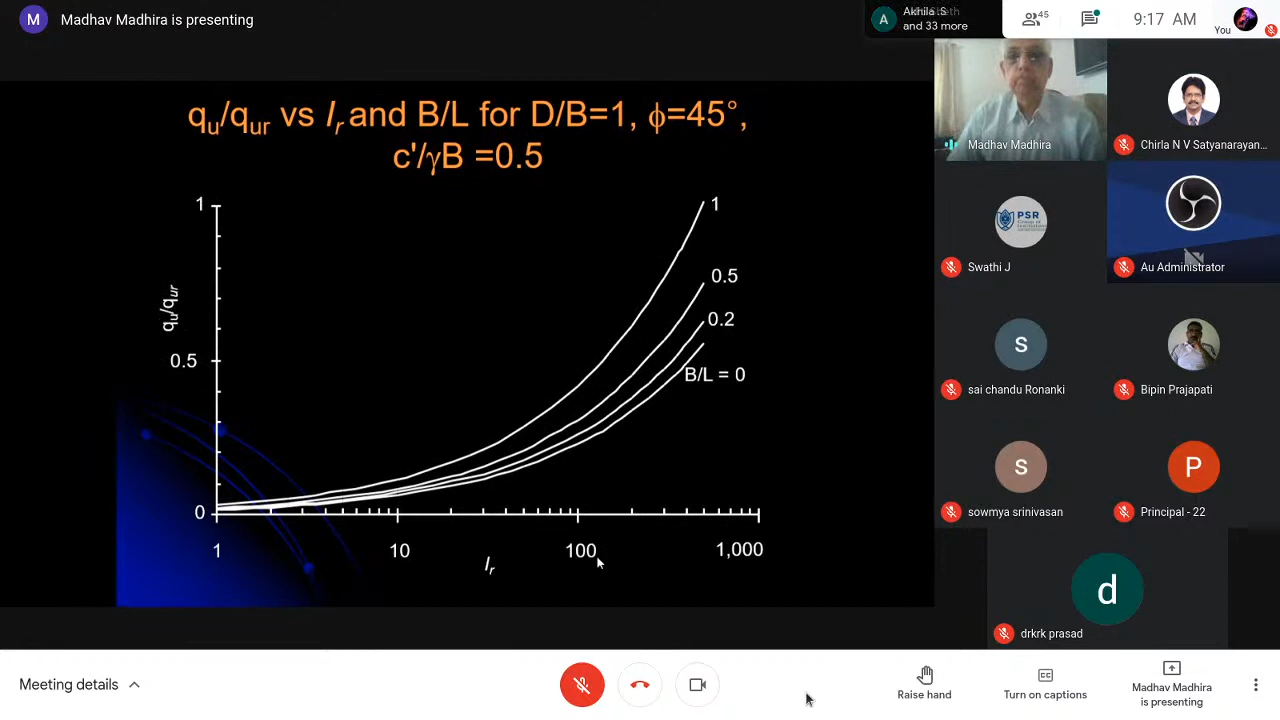 M Madhav Madhira is presenting
A Akhila S
and 33 more
45
9:17 AM
You
qu/qur vs Ir and B/L for D/B=1, ϕ=45°,
c'/γB =0.5
1
0.5
0
qu/qur
1
0.5
0.2
B/L = 0
1 10 100 1,000
Ir
Madhav Madhira
Chirla N V Satyanarayan...
PSR
Swathi J
Au Administrator
s
sai chandu Ronanki
Bipin Prajapati
s
sowmya srinivasan
P
Principal - 22
d
drkrk prasad
Meeting details
Raise hand
CC
Turn on captions
Madhav Madhira
is presenting